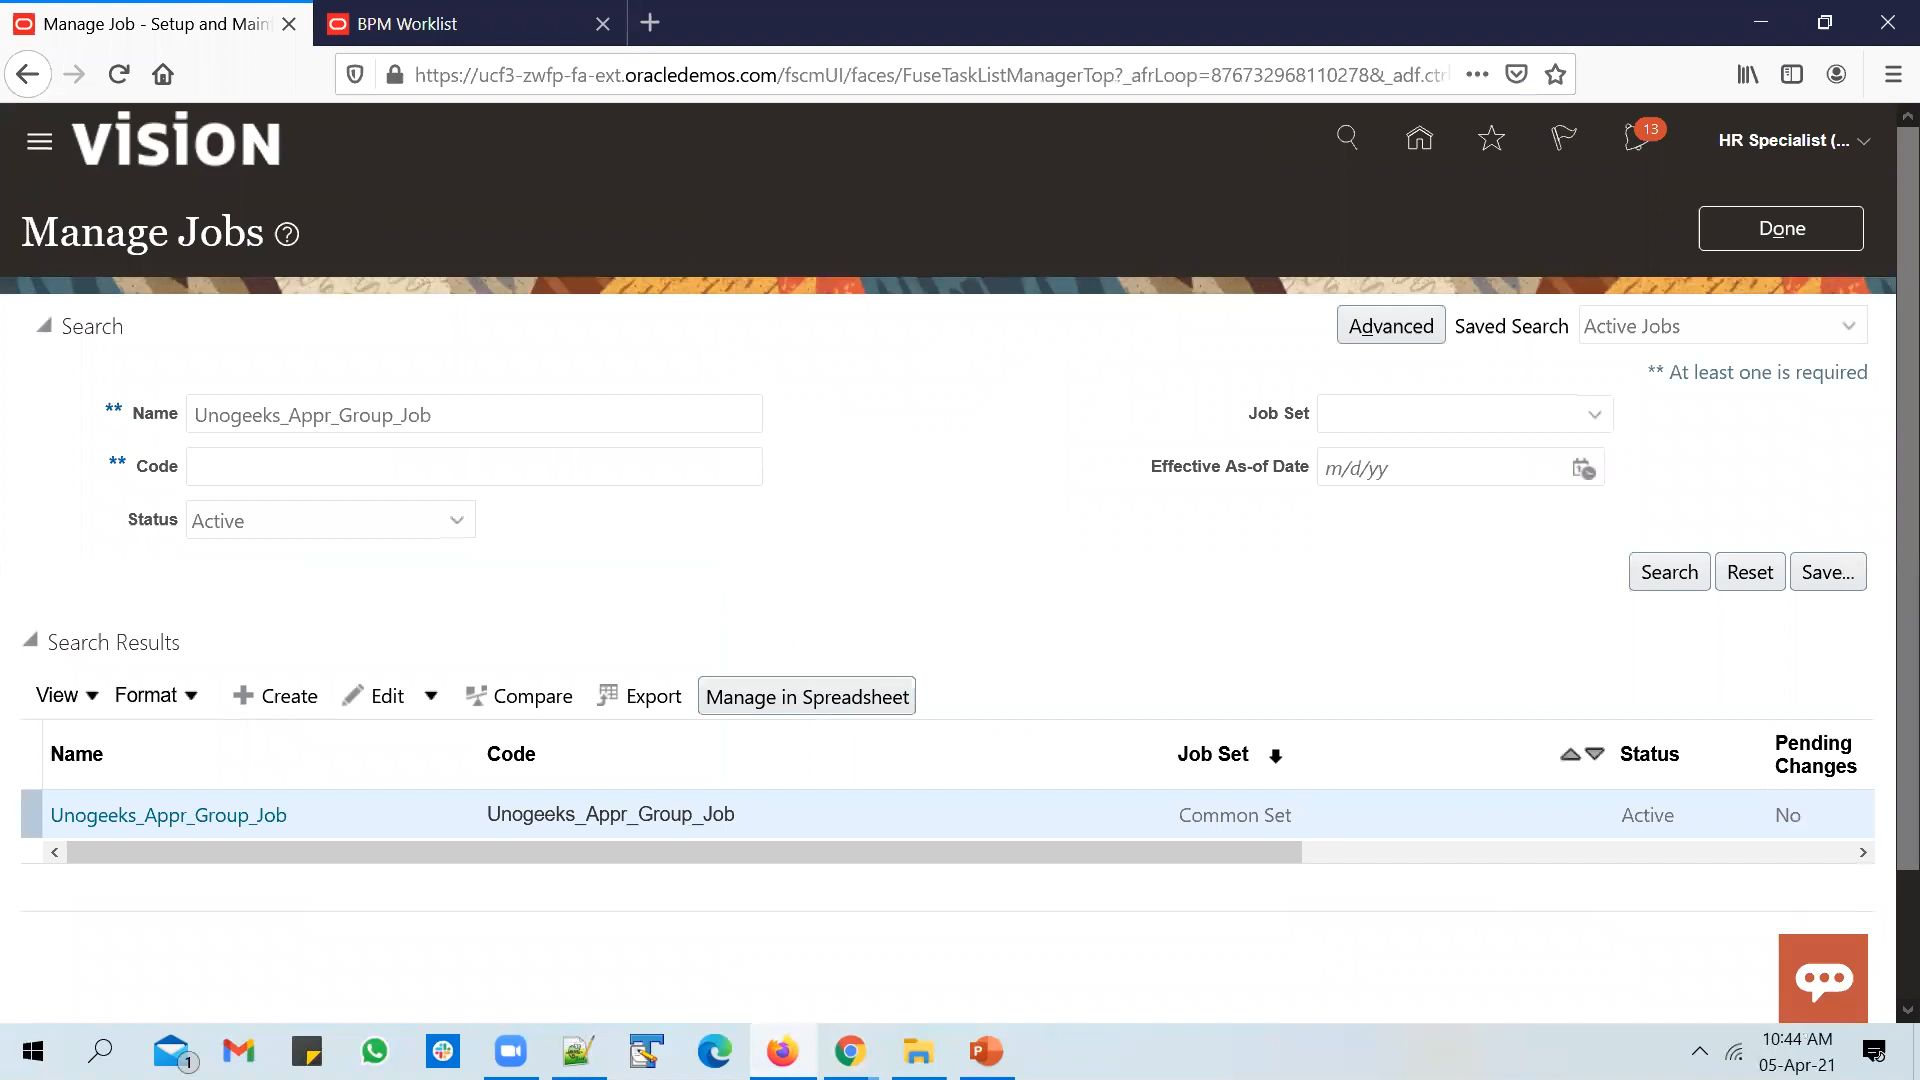 Manage Job - Setup and Main
BPM Worklist
https://ucf3-zwfp-fa-ext.oracledemos.com/fscmUI/faces/FuseTaskListManagerTop?_afrLoop=876732968110278&_adf.ctr
VISION
13
HR Specialist (...
Manage Jobs
Done
Search
Advanced
Saved Search
Active Jobs
** At least one is required
** Name
Unogeeks_Appr_Group_Job
Job Set
** Code
Effective As-of Date
m/d/yy
Status
Active
Search
Reset
Save...
Search Results
View
Format
Create
Edit
Compare
Export
Manage in Spreadsheet
Name
Code
Job Set
Status
Pending Changes
Unogeeks_Appr_Group_Job
Unogeeks_Appr_Group_Job
Common Set
Active
No
1
10:44 AM
05-Apr-21